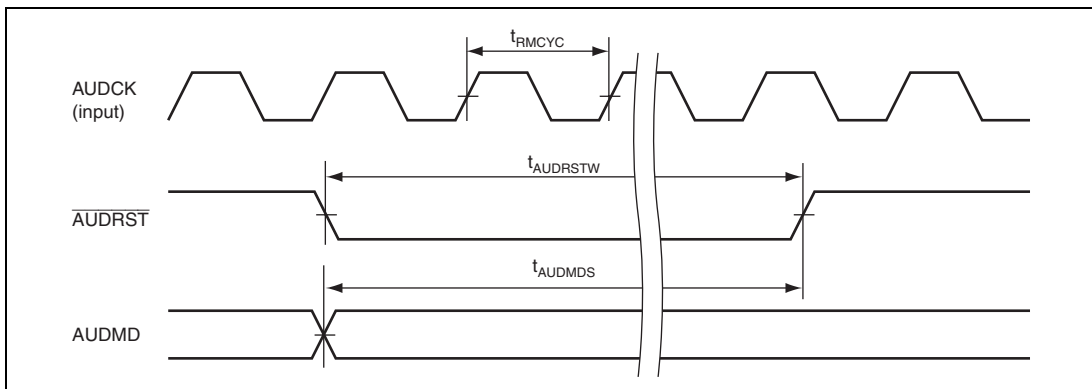 tRMCYC
AUDCK
(input)
tAUDRSTW
AUDRST
tAUDMDS
AUDMD